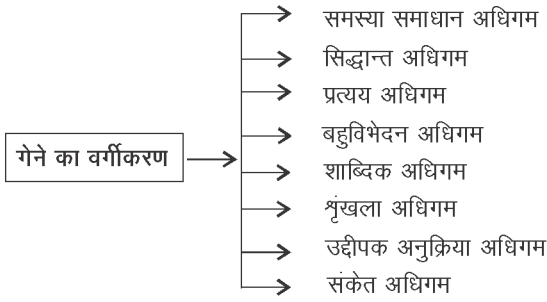 समस्या समाधान अधिगम
सिद्धान्त अधिगम
प्रत्यय अधिगम
बहुविभेदन अधिगम
गेने का वर्गीकरण
शाब्दिक अधिगम
शृंखला अधिगम
उद्दीपक अनुक्रिया अधिगम
संकेत अधिगम